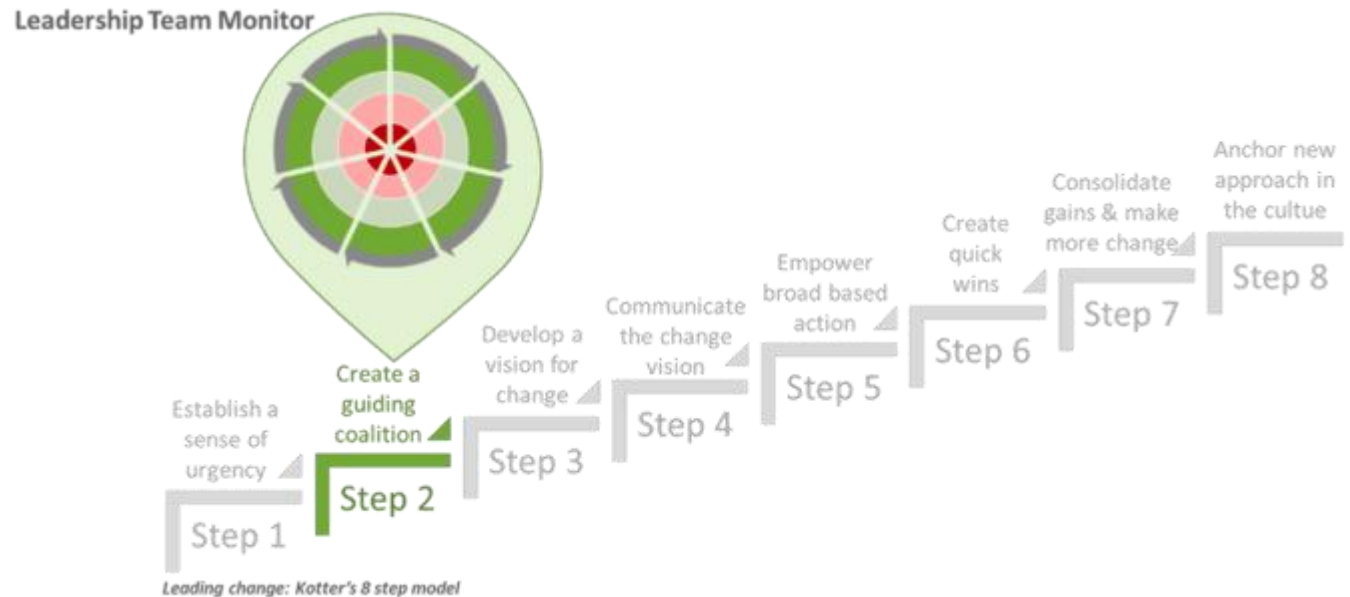 Leadership Team Monitor
Establish a
sense of
urgency
Step 1
Create a
guiding
coalition
Step 2
Develop a
vision for
change
Step 3
Communicate
the change
vision
Step 4
Empower
broad based
action
Step 5
Create
quick
wins
Step 6
Consolidate
gains & make
more change
Step 7
Anchor new
approach in
the cultue
Step 8
Leading change: Kotter's 8 step model